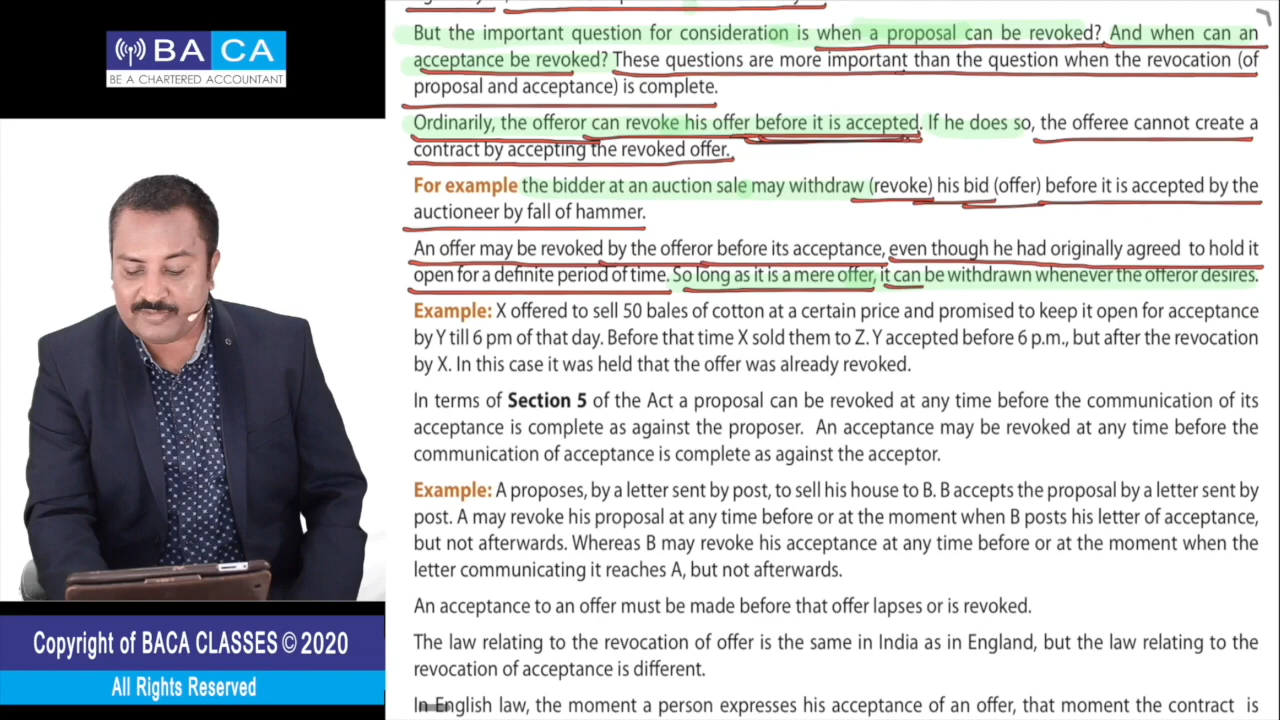 BACA
BE A CHARTERED ACCOUNTANT
But the important question for consideration is when a proposal can be revoked? And when can an
acceptance be revoked? These questions are more important than the question when the revocation (of
proposal and acceptance) is complete.
Ordinarily, the offeror can revoke his offer before it is accepted. If he does so, the offeree cannot create a
contract by accepting the revoked offer.
For example the bidder at an auction sale may withdraw (revoke) his bid (offer) before it is accepted by the
auctioneer by fall of hammer.
An offer may be revoked by the offeror before its acceptance, even though he had originally agreed to hold it
open for a definite period of time. So long as it is a mere offer, it can be withdrawn whenever the offeror desires.
Example: X offered to sell 50 bales of cotton at a certain price and promised to keep it open for acceptance
by Y till 6 pm of that day. Before that time X sold them to Z. Y accepted before 6 p.m., but after the revocation
by X. In this case it was held that the offer was already revoked.
In terms of Section 5 of the Act a proposal can be revoked at any time before the communication of its
acceptance is complete as against the proposer. An acceptance may be revoked at any time before the
communication of acceptance is complete as against the acceptor.
Example: A proposes, by a letter sent by post, to sell his house to B. B accepts the proposal by a letter sent by
post. A may revoke his proposal at any time before or at the moment when B posts his letter of acceptance,
but not afterwards. Whereas B may revoke his acceptance at any time before or at the moment when the
letter communicating it reaches A, but not afterwards.
An acceptance to an offer must be made before that offer lapses or is revoked.
The law relating to the revocation of offer is the same in India as in England, but the law relating to the
revocation of acceptance is different.
In English law, the moment a person expresses his acceptance of an offer, that moment the contract is
Copyright of BACA CLASSES © 2020
All Rights Reserved